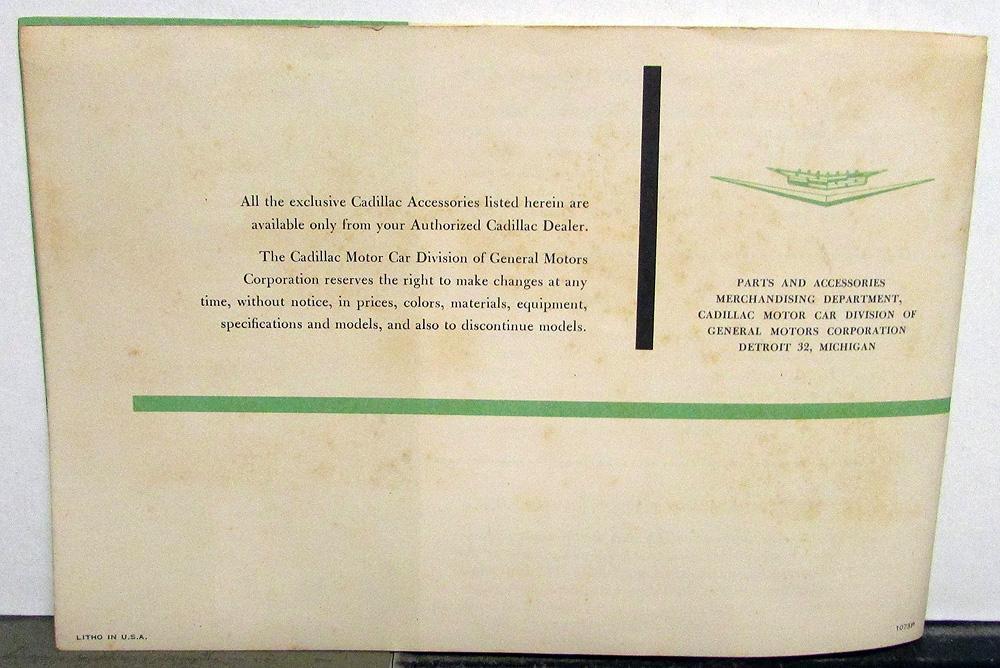 All the exclusive Cadillac Accessories listed herein are
available only from your Authorized Cadillac Dealer.
The Cadillac Motor Car Division of General Motors
Corporation reserves the right to make changes at any
time, without notice, in prices, colors, materials, equipment,
specifications and models, and also to discontinue models.
PARTS AND ACCESSORIES
MERCHANDISING DEPARTMENT,
CADILLAC MOTOR CAR DIVISION OF
GENERAL MOTORS CORPORATION
DETROIT 32, MICHIGAN
LITHO IN U.S.A.